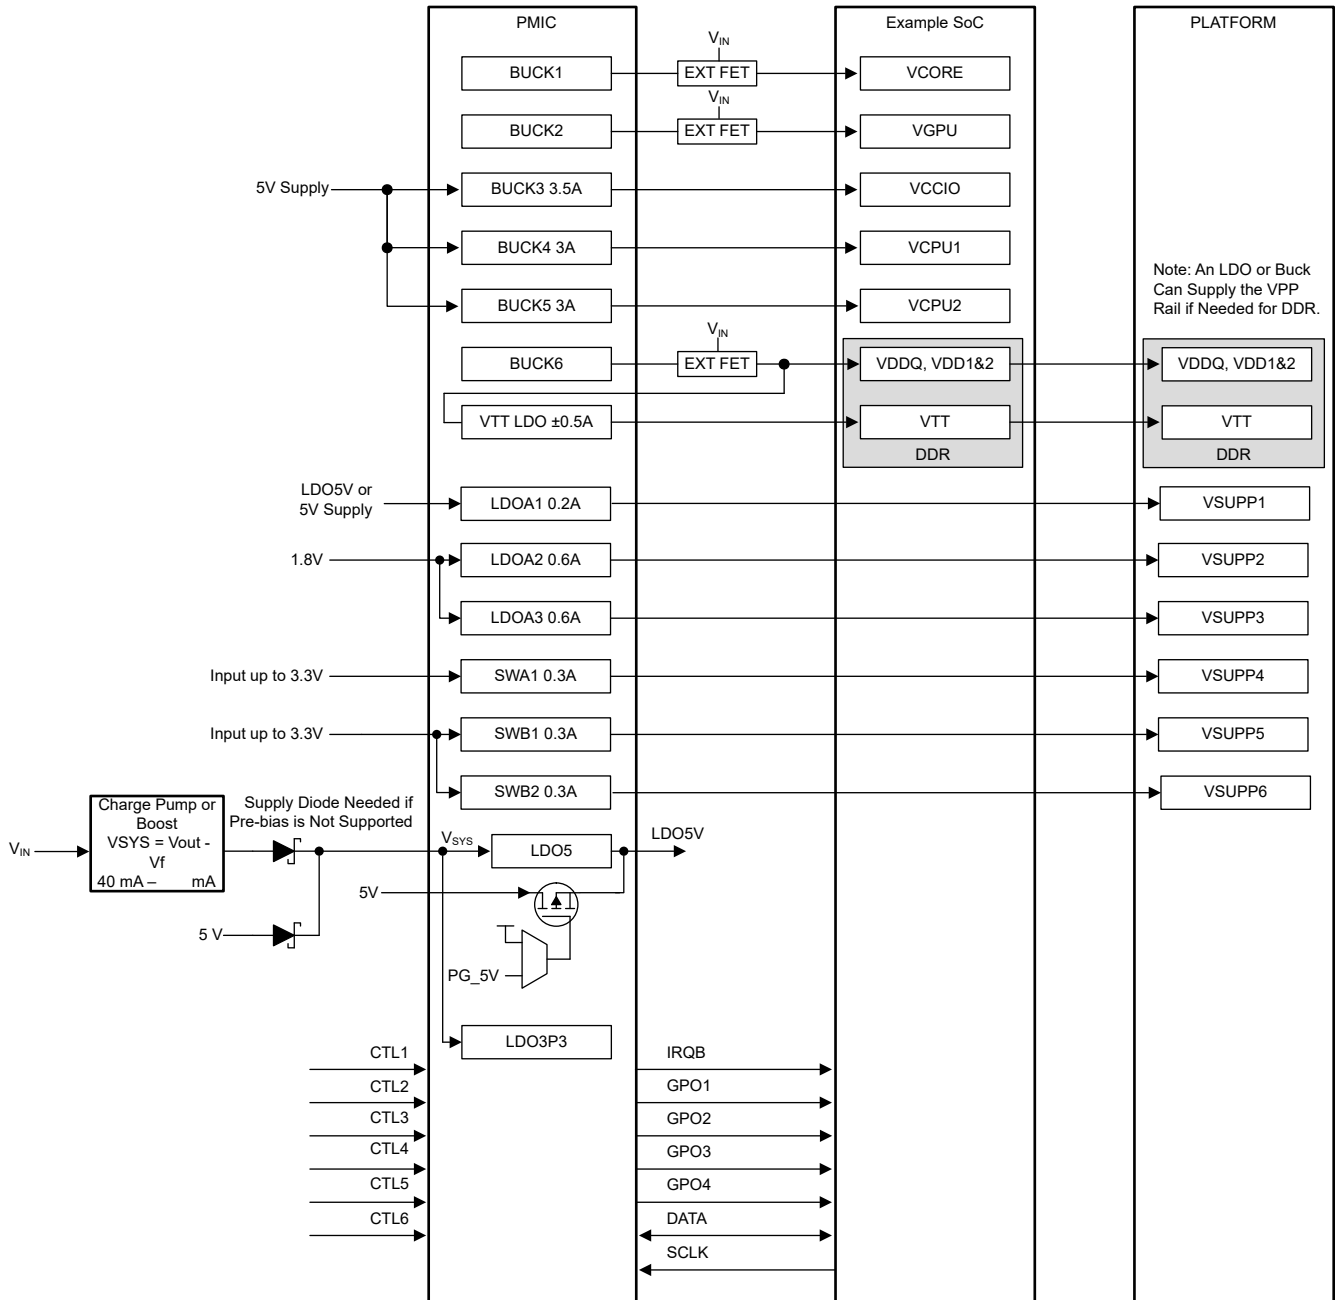 PMIC
Example SoC
PLATFORM
VIN
BUCK1
EXT FET
VCORE
VIN
BUCK2
EXT FET
VGPU
5V Supply
BUCK3 3.5A
VCCIO
BUCK4 3A
VCPU1
Note: An LDO or Buck
Can Supply the VPP
Rail if Needed for DDR.
BUCK5 3A
VCPU2
VIN
BUCK6
EXT FET
VDDQ, VDD1&2
VDDQ, VDD1&2
VTT LDO ±0.5A
VTT
VTT
DDR
DDR
LDO5V or
5V Supply
LDOA1 0.2A
VSUPP1
1.8V
LDOA2 0.6A
VSUPP2
LDOA3 0.6A
VSUPP3
Input up to 3.3V
SWA1 0.3A
VSUPP4
Input up to 3.3V
SWB1 0.3A
VSUPP5
SWB2 0.3A
VSUPP6
Charge Pump or
Boost
VSYS = Vout -
Vf
40 mA – mA
Supply Diode Needed if
Pre-bias is Not Supported
VIN
VSYS
LDO5
LDO5V
5V
5 V
PG_5V
LDO3P3
CTL1
IRQB
CTL2
GPO1
CTL3
GPO2
CTL4
GPO3
CTL5
GPO4
CTL6
DATA
SCLK